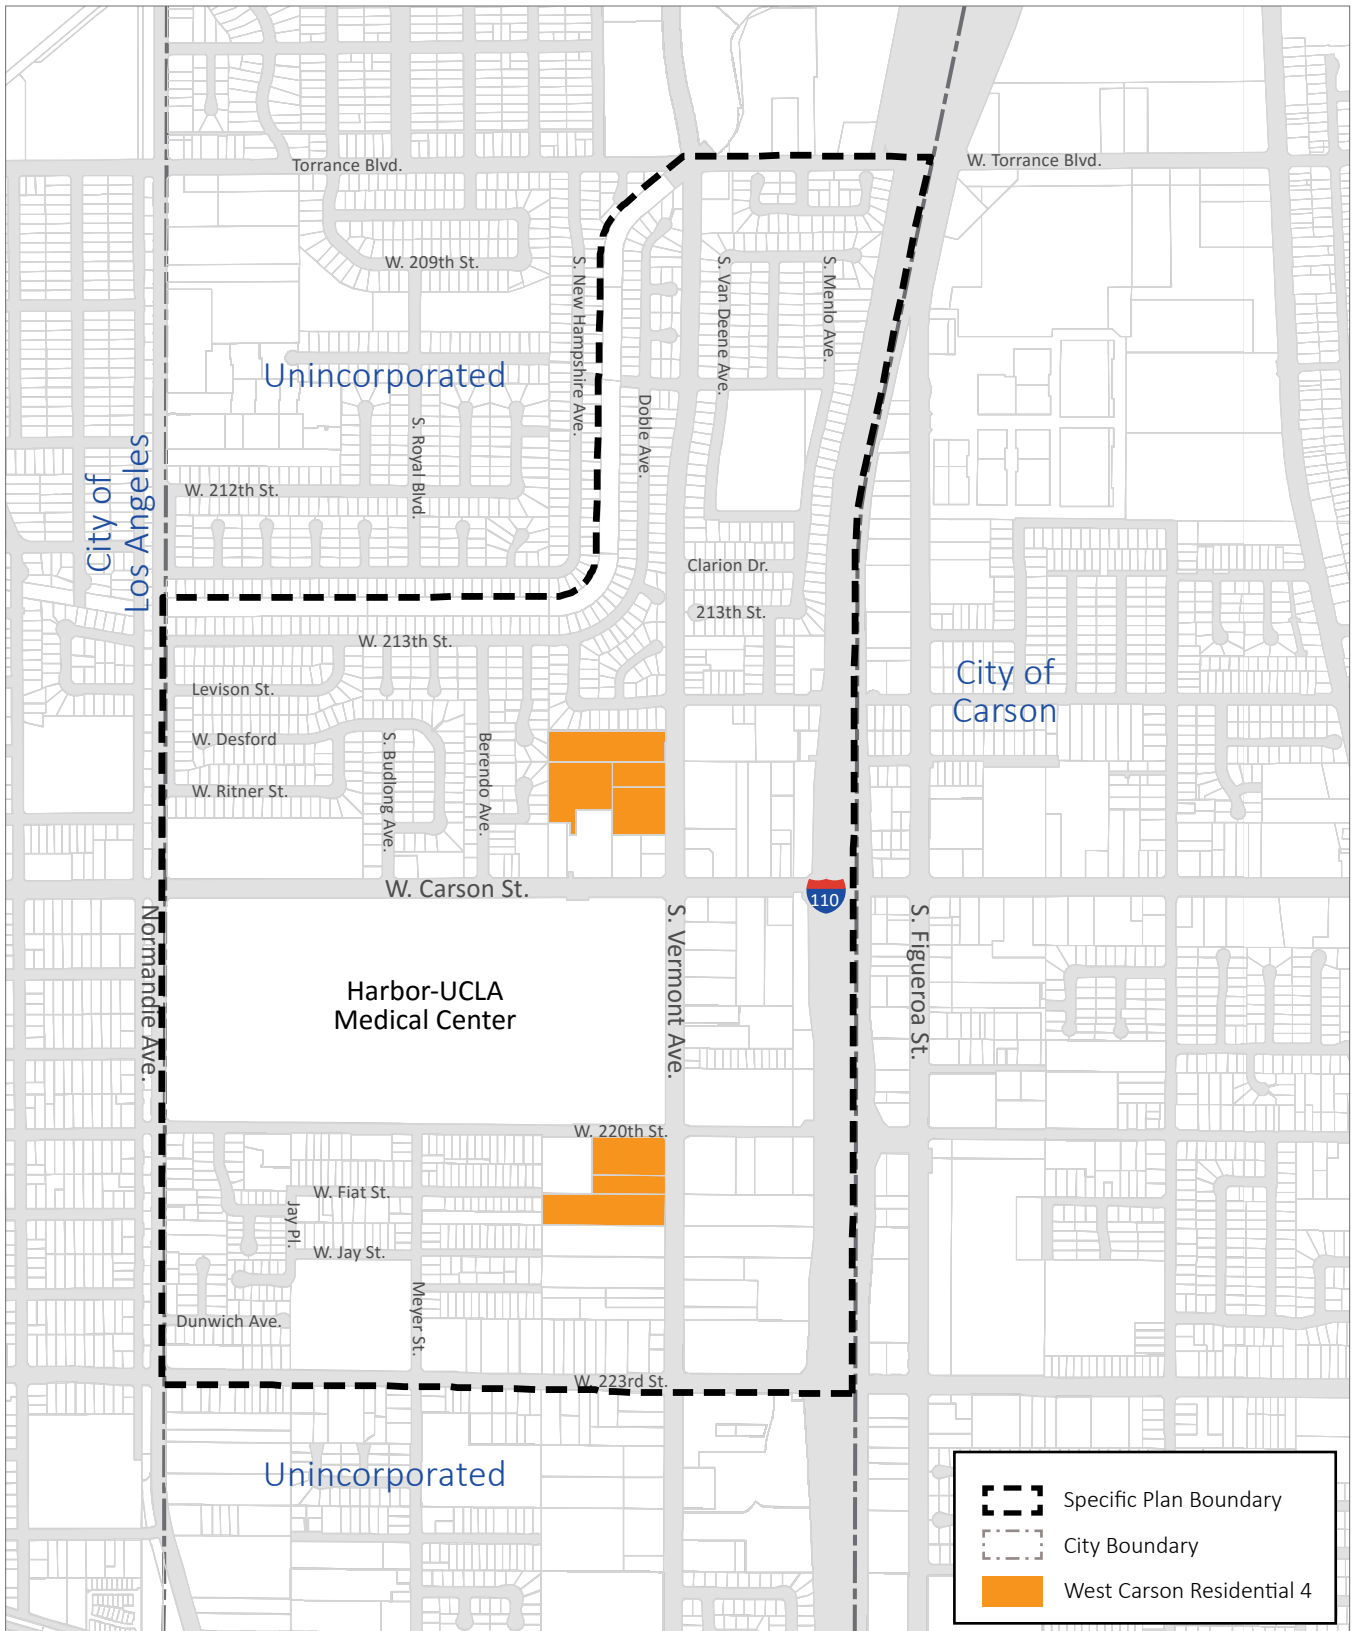 Torrance Blvd.
W. Torrance Blvd.
W. 209th St.
S. New Hampshire Ave.
S. Van Deene Ave.
S. Menlo Ave.
Unincorporated
Doble Ave.
S. Royal Blvd.
City of
Los Angeles
W. 212th St.
Clarion Dr.
213th St.
W. 213th St.
City of
Carson
Levison St.
W. Desford
S. Budlong Ave.
Berendo Ave.
W. Ritner St.
W. Carson St.
110
Normandie Ave.
S. Vermont Ave.
S. Figueroa St.
Harbor-UCLA
Medical Center
W. 220th St.
W. Fiat St.
Jay Pl.
W. Jay St.
Meyer St.
Dunwich Ave.
W. 223rd St.
Unincorporated
Specific Plan Boundary
City Boundary
West Carson Residential 4